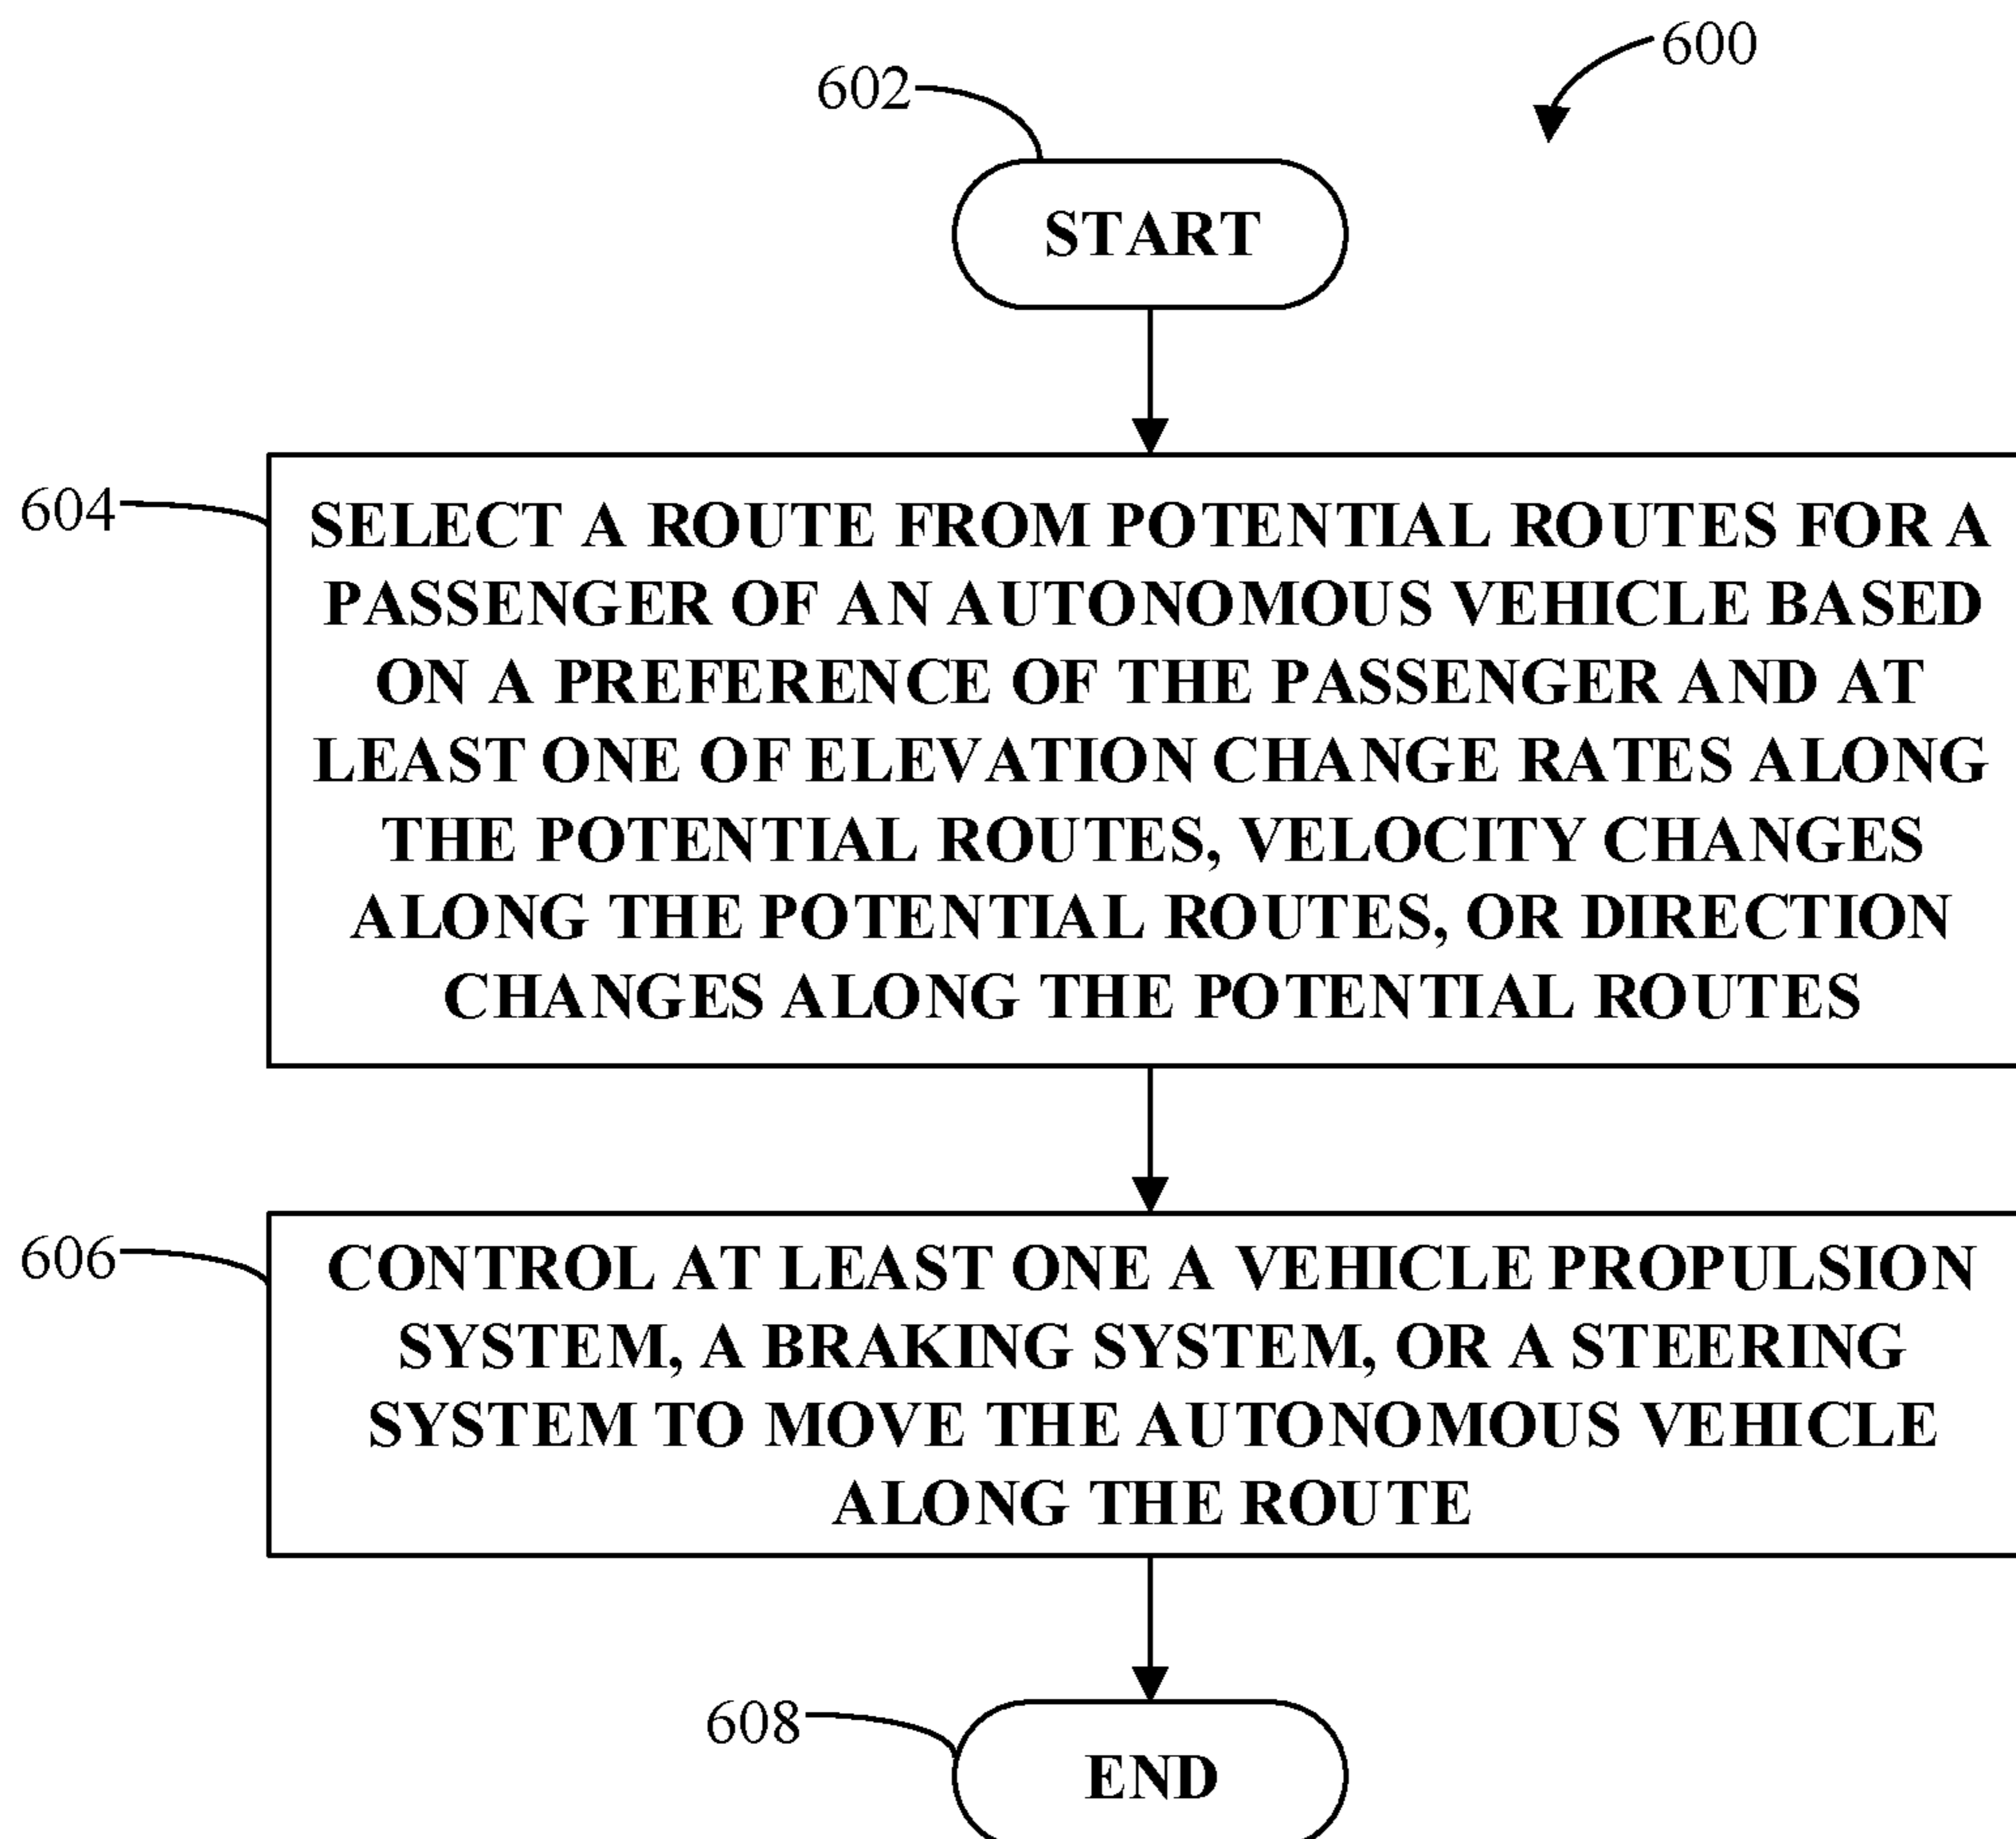 600
602
START
604
SELECT A ROUTE FROM POTENTIAL ROUTES FOR A
PASSENGER OF AN AUTONOMOUS VEHICLE BASED
ON A PREFERENCE OF THE PASSENGER AND AT
LEAST ONE OF ELEVATION CHANGE RATES ALONG
THE POTENTIAL ROUTES, VELOCITY CHANGES
ALONG THE POTENTIAL ROUTES, OR DIRECTION
CHANGES ALONG THE POTENTIAL ROUTES
606
CONTROL AT LEAST ONE A VEHICLE PROPULSION
SYSTEM, A BRAKING SYSTEM, OR A STEERING
SYSTEM TO MOVE THE AUTONOMOUS VEHICLE
ALONG THE ROUTE
608
END